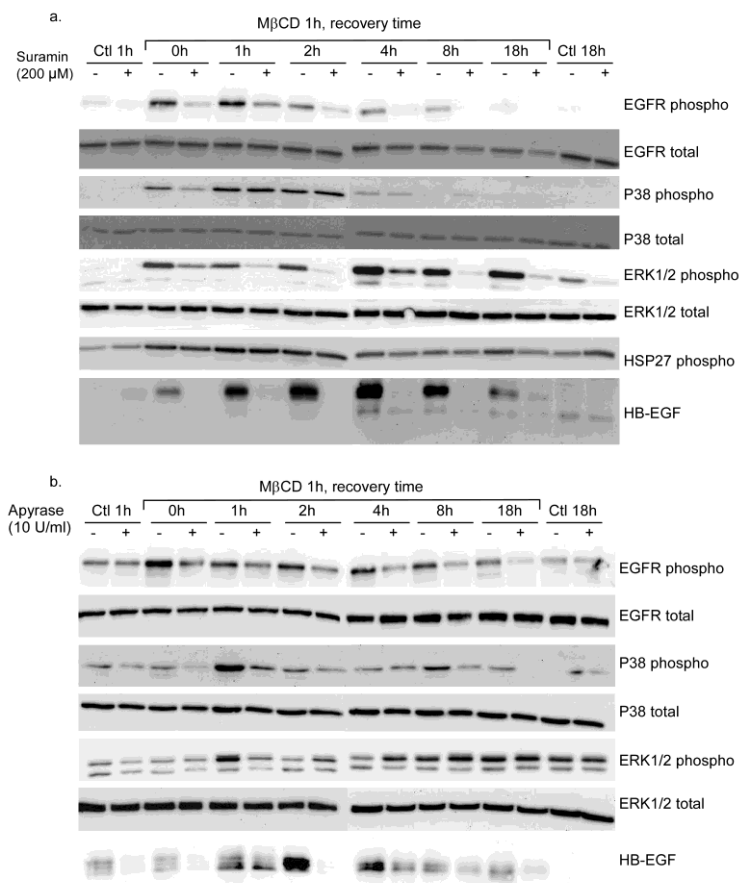 a.
MβCD 1h, recovery time
Suramin
(200 μM)
Ctl 1h 0h 1h 2h 4h 8h 18h Ctl 18h
- + - + - + - + - + - + - + - +
EGFR phospho
EGFR total
P38 phospho
P38 total
ERK1/2 phospho
ERK1/2 total
HSP27 phospho
HB-EGF
b.
MβCD 1h, recovery time
Apyrase
(10 U/ml)
Ctl 1h 0h 1h 2h 4h 8h 18h Ctl 18h
- + - + - + - + - + - + - + - +
EGFR phospho
EGFR total
P38 phospho
P38 total
ERK1/2 phospho
ERK1/2 total
HB-EGF